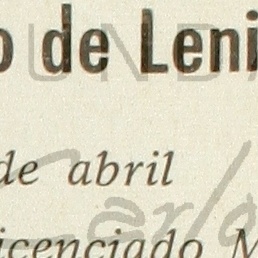 o de Leni
de abril
icenciado M